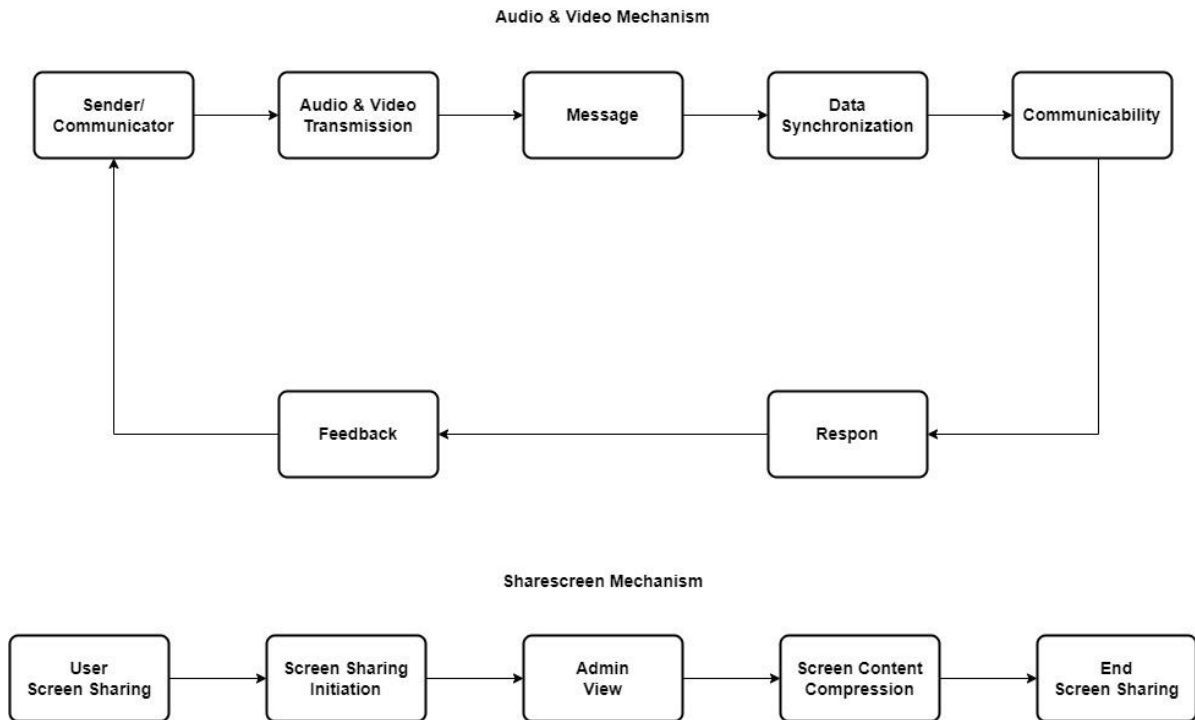 Audio & Video Mechanism
Sender/
Communicator
Audio & Video
Transmission
Message
Data
Synchronization
Communicability
Feedback
Respon
Sharescreen Mechanism
User
Screen Sharing
Screen Sharing
Initiation
Admin
View
Screen Content
Compression
End
Screen Sharing